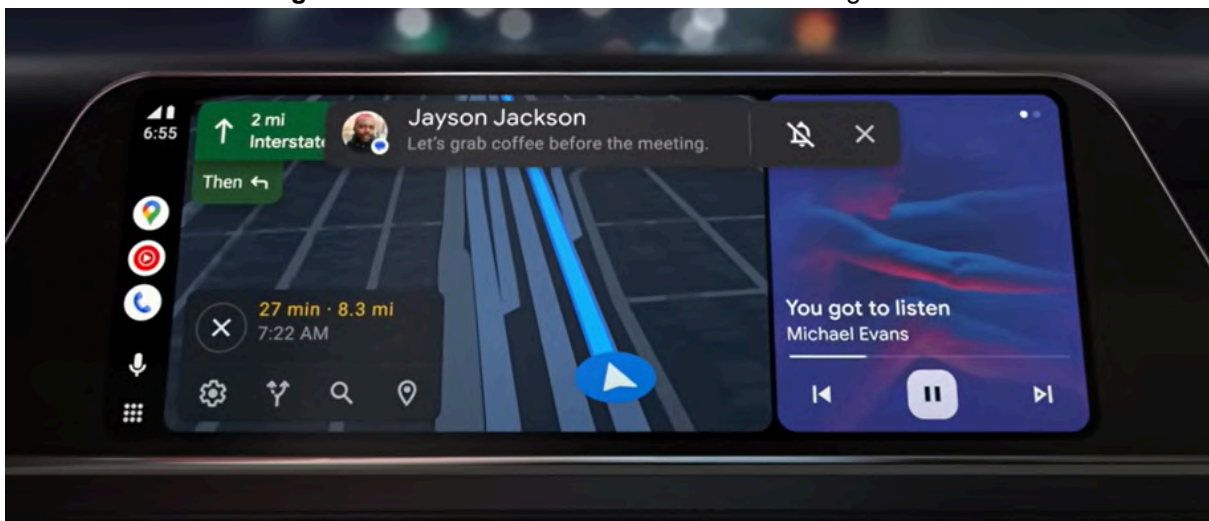 6:55
2 mi
Interstate
Then
Jayson Jackson
Let's grab coffee before the meeting.
27 min · 8.3 mi
7:22 AM
You got to listen
Michael Evans